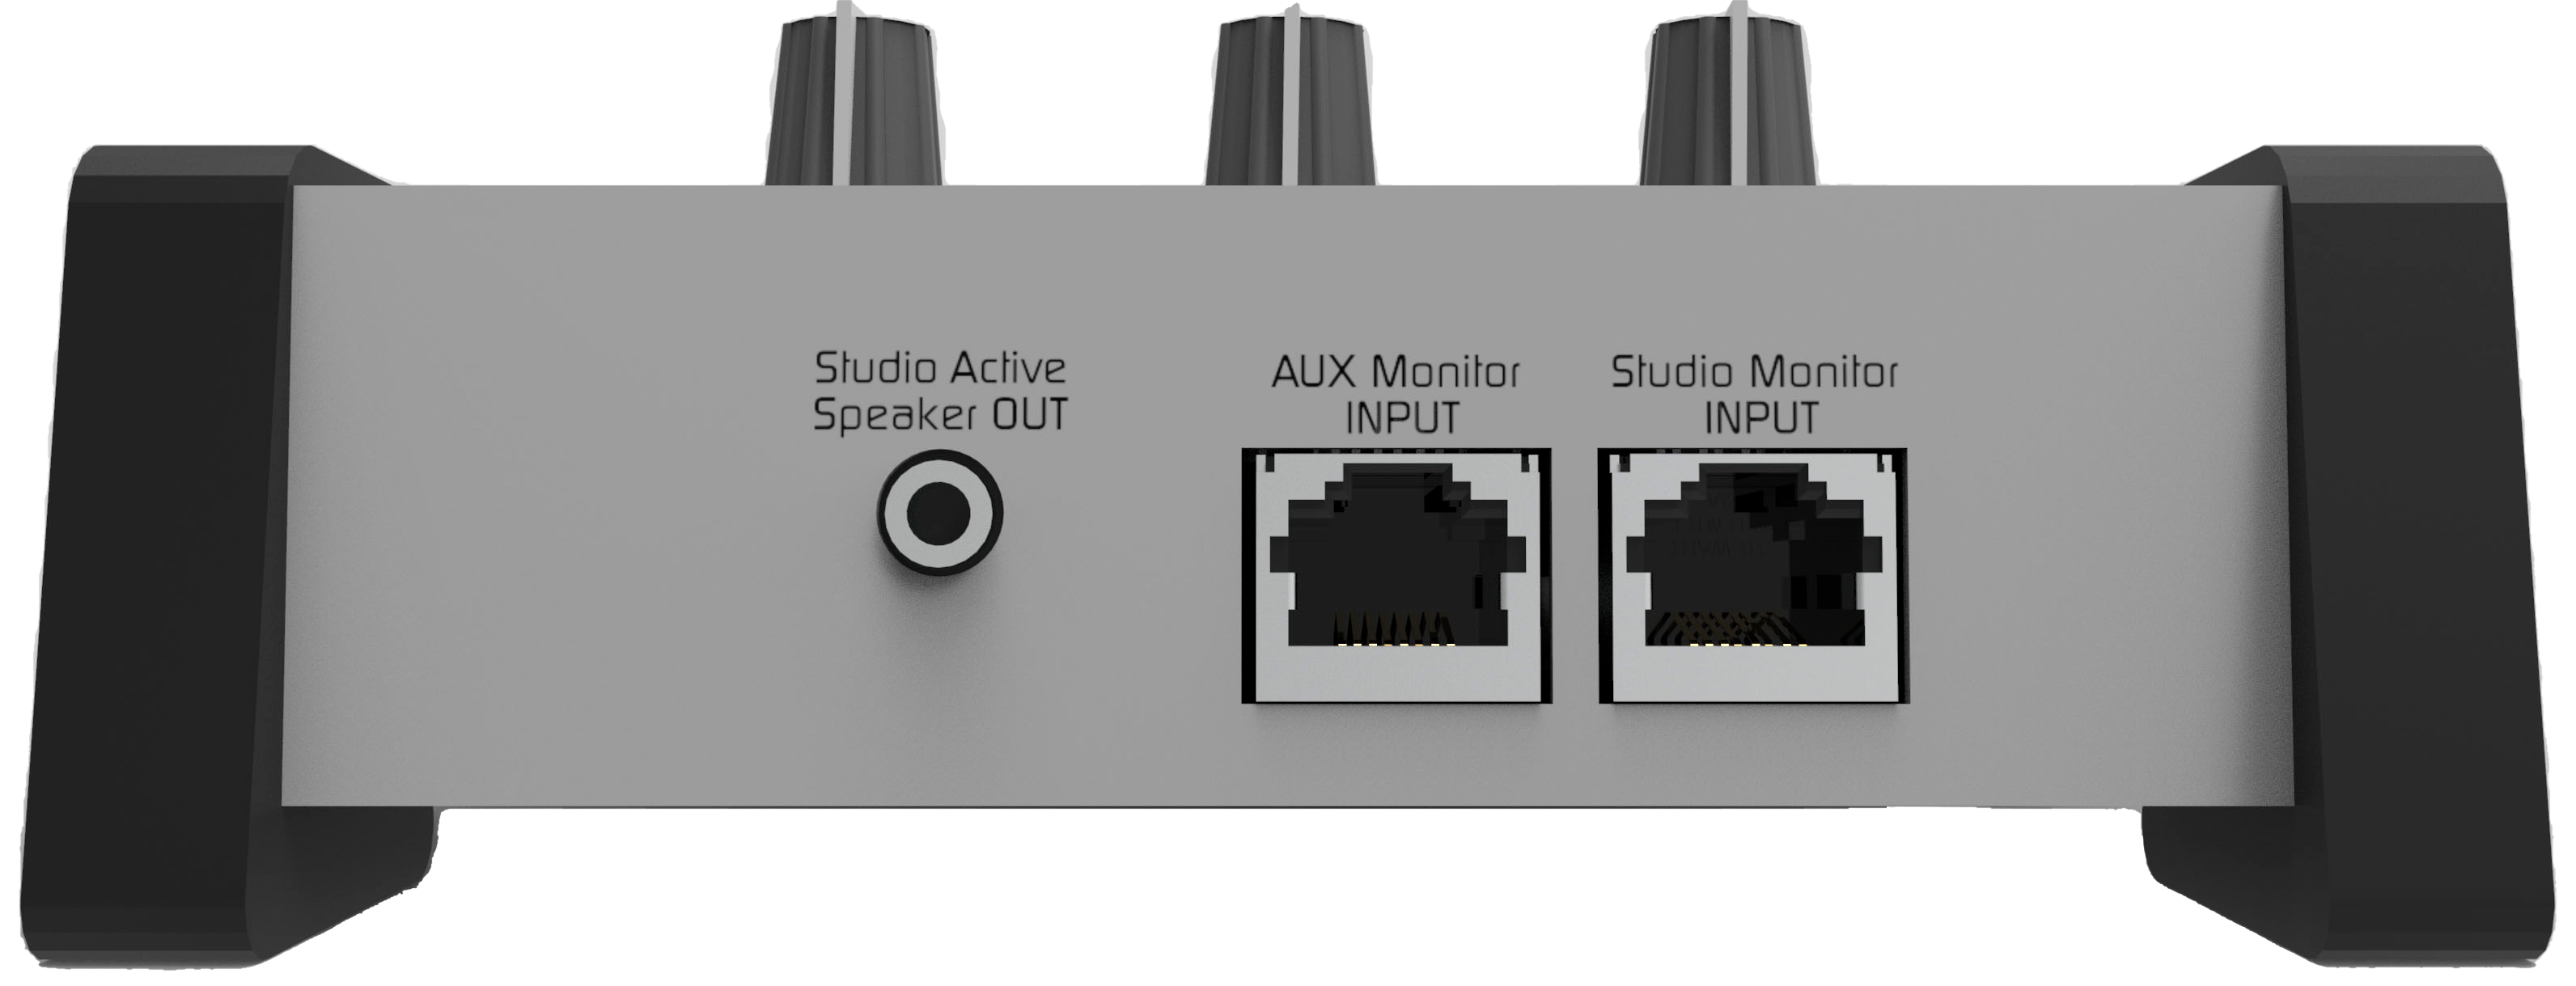 Studio Active
Speaker OUT
AUX Monitor
INPUT
Studio Monitor
INPUT